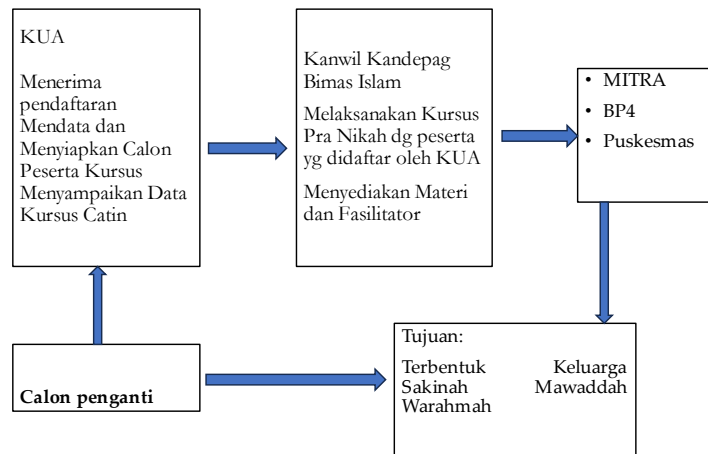 KUA
Menerima
pendaftaran
Mendata dan
Menyiapkan Calon
Peserta Kursus
Menyampaikan Data
Kursus Catin
Kanwil Kandepag
Bimas Islam
Melaksanakan Kursus
Pra Nikah dg peserta
yg didaftar oleh KUA
Menyediakan Materi
dan Fasilitator
• MITRA
• BP4
• Puskesmas
Calon penganti
Tujuan:
Terbentuk Keluarga
Sakinah Mawaddah
Warahmah